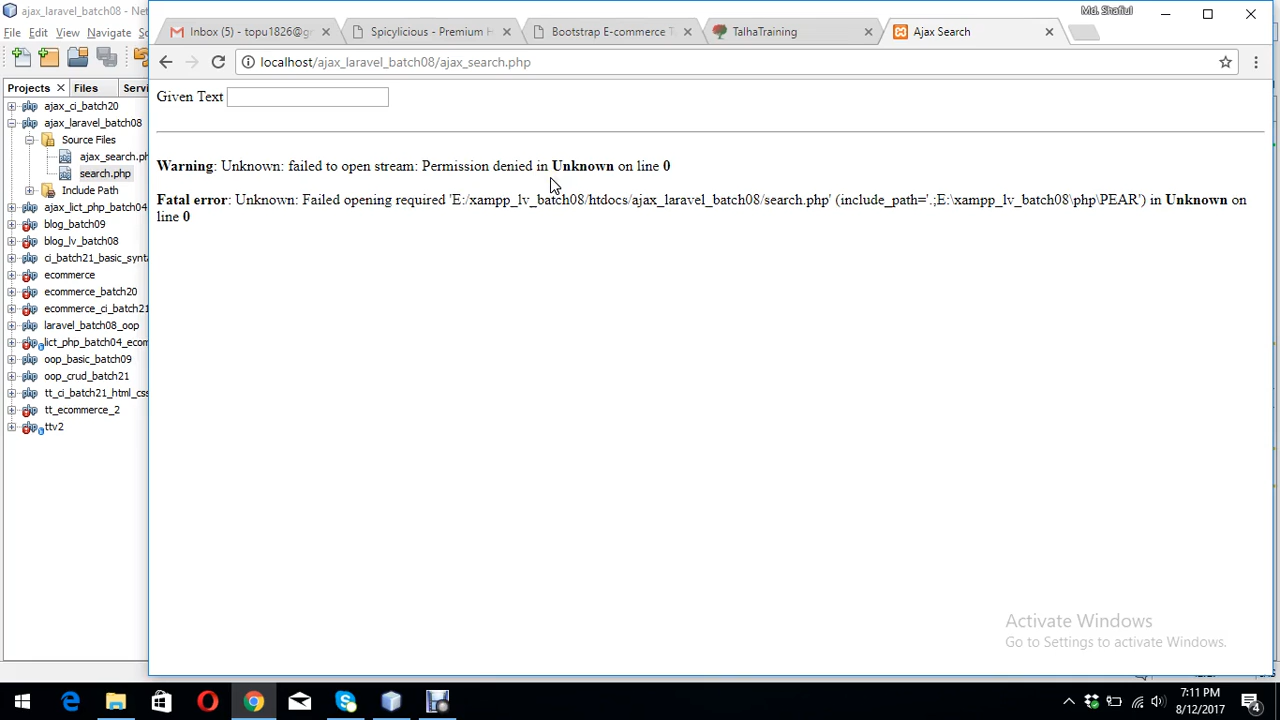 ajax_laravel_batch08 - Net
Md. Shafiul
Inbox (5) - topu1826@g
Spicylicious - Premium H
Bootstrap E-commerce T
TalhaTraining
Ajax Search
File Edit View Navigate
localhost/ajax_laravel_batch08/ajax_search.php
Projects Files Servi
Given Text
ajax_ci_batch20
ajax_laravel_batch08
Source Files
ajax_search.ph
search.php
Include Path
ajax_lict_php_batch04
blog_batch09
blog_lv_batch08
ci_batch21_basic_synta
ecommerce
ecommerce_batch20
ecommerce_ci_batch21
laravel_batch08_oop
lict_php_batch04_ecom
oop_basic_batch09
oop_crud_batch21
tt_ci_batch21_html_css
tt_ecommerce_2
ttv2
Warning: Unknown: failed to open stream: Permission denied in Unknown on line 0
Fatal error: Unknown: Failed opening required 'E:/xampp_lv_batch08/htdocs/ajax_laravel_batch08/search.php' (include_path='.;E:\xampp_lv_batch08\php\PEAR') in Unknown on
line 0
Activate Windows
Go to Settings to activate Windows.
7:11 PM
8/12/2017
4